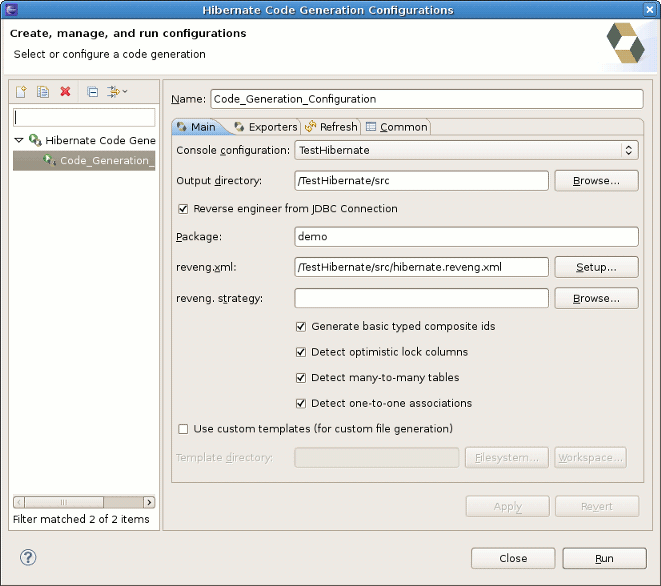 Hibernate Code Generation Configurations
Create, manage, and run configurations
Select or configure a code generation
Name: Code_Generation_Configuration
Main Exporters Refresh Common
Hibernate Code Gene
Code_Generation_
Console configuration: TestHibernate
Output directory: /TestHibernate/src Browse...
Reverse engineer from JDBC Connection
Package: demo
reveng.xml: /TestHibernate/src/hibernate.reveng.xml Setup...
reveng. strategy: Browse...
Generate basic typed composite ids
Detect optimistic lock columns
Detect many-to-many tables
Detect one-to-one associations
Use custom templates (for custom file generation)
Template directory: Filesystem... Workspace...
Filter matched 2 of 2 items
Apply Revert
? Close Run